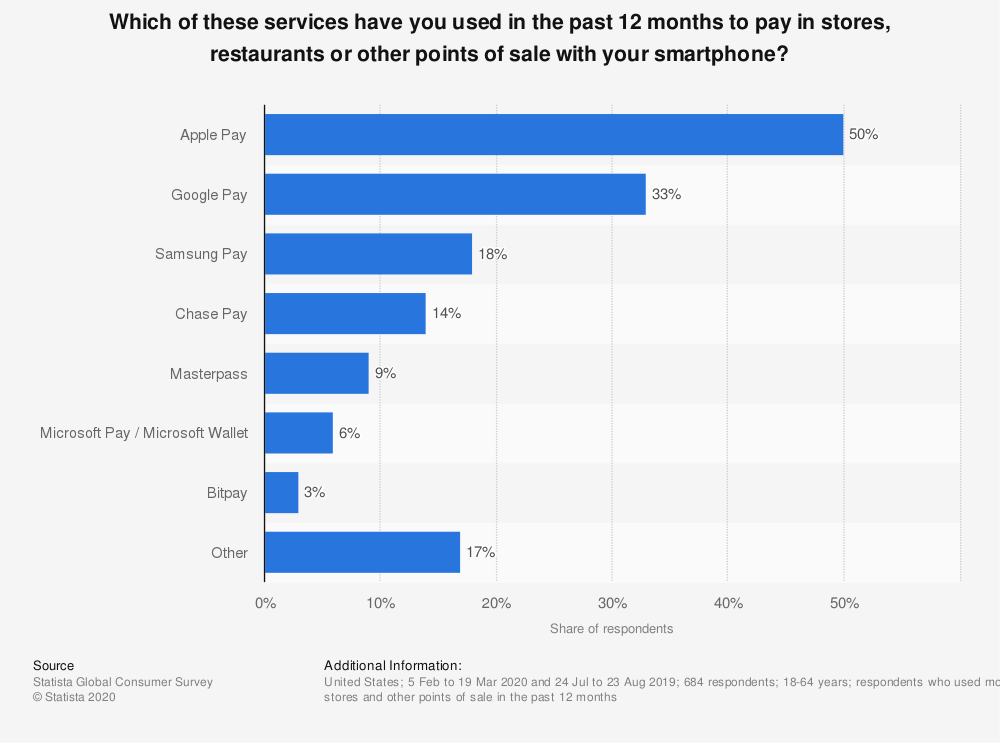 Which of these services have you used in the past 12 months to pay in stores,
restaurants or other points of sale with your smartphone?
Apple Pay 50%
Google Pay 33%
Samsung Pay 18%
Chase Pay 14%
Masterpass 9%
Microsoft Pay / Microsoft Wallet 6%
Bitpay 3%
Other 17%
0% 10% 20% 30% 40% 50%
Share of respondents
Source
Statista Global Consumer Survey
© Statista 2020
Additional Information:
United States; 5 Feb to 19 Mar 2020 and 24 Jul to 23 Aug 2019; 684 respondents; 18-64 years; respondents who used
stores and other points of sale in the past 12 months